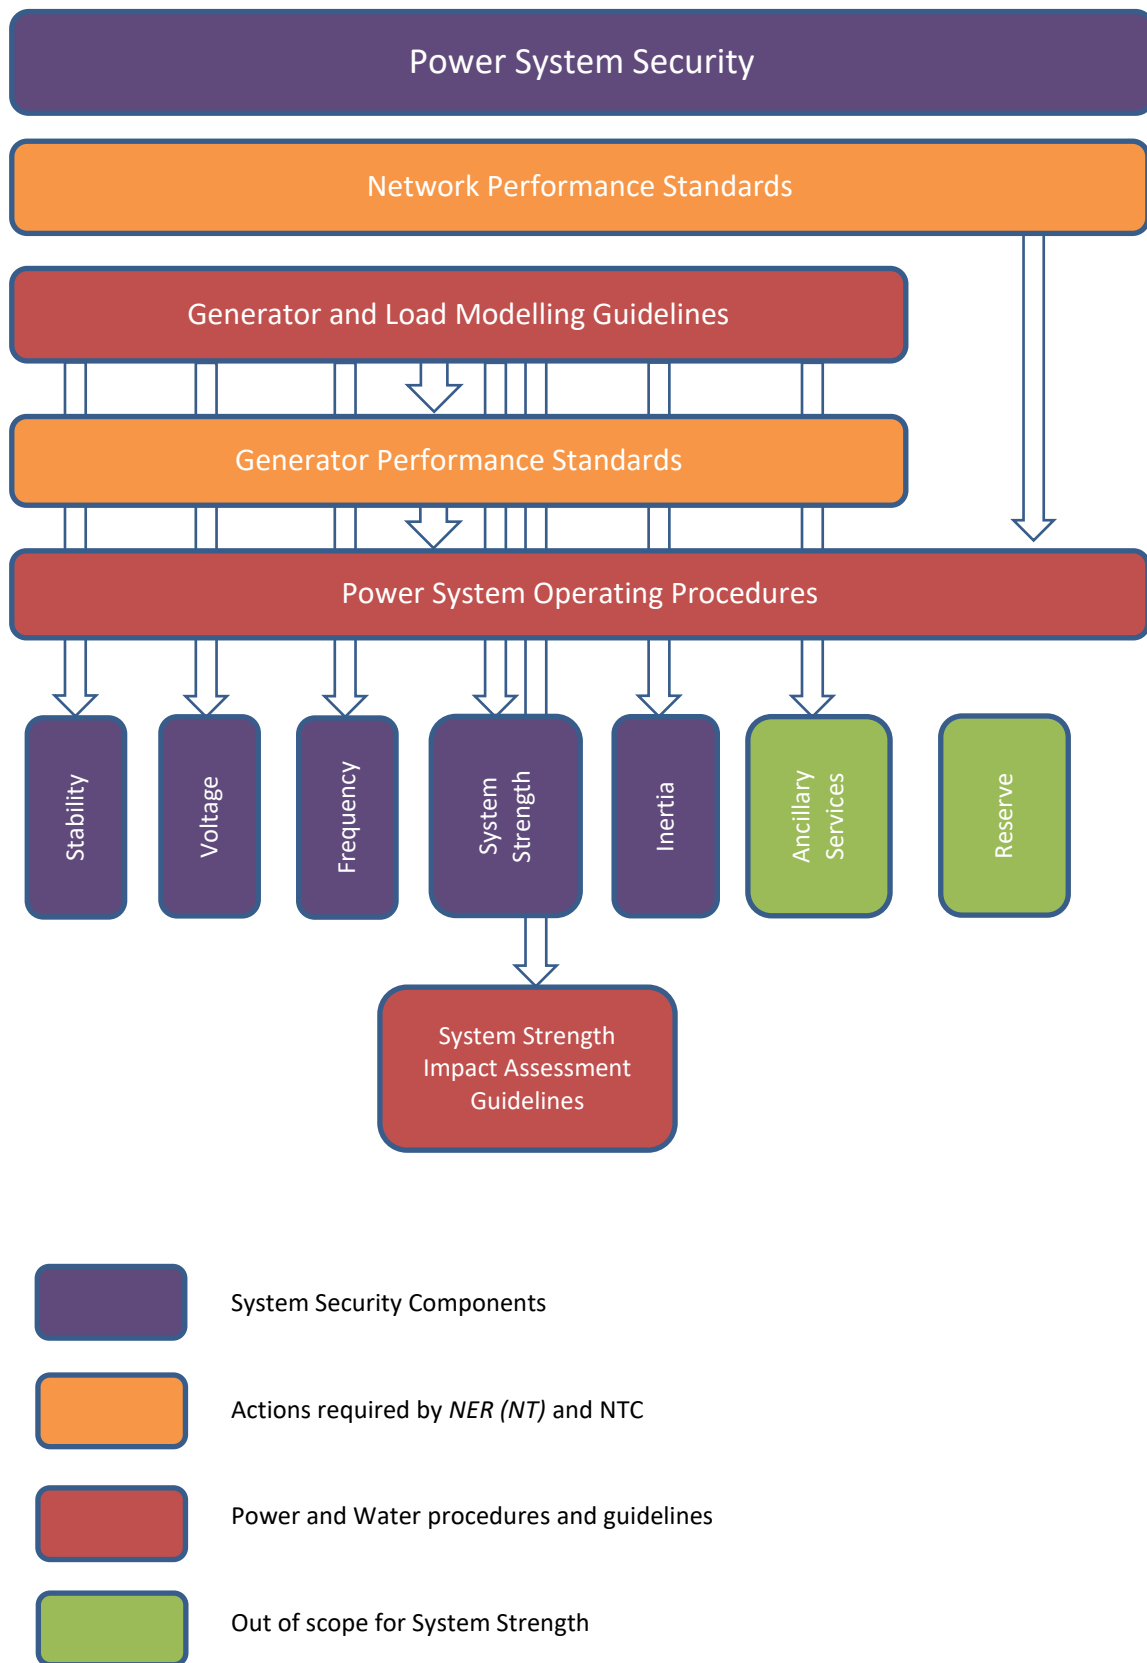 Power System Security
Network Performance Standards
Generator and Load Modelling Guidelines
Generator Performance Standards
Power System Operating Procedures
Stability
Voltage
Frequency
System
Strength
Inertia
Ancillary
Services
Reserve
System Strength
Impact Assessment
Guidelines
System Security Components
Actions required by NER (NT) and NTC
Power and Water procedures and guidelines
Out of scope for System Strength